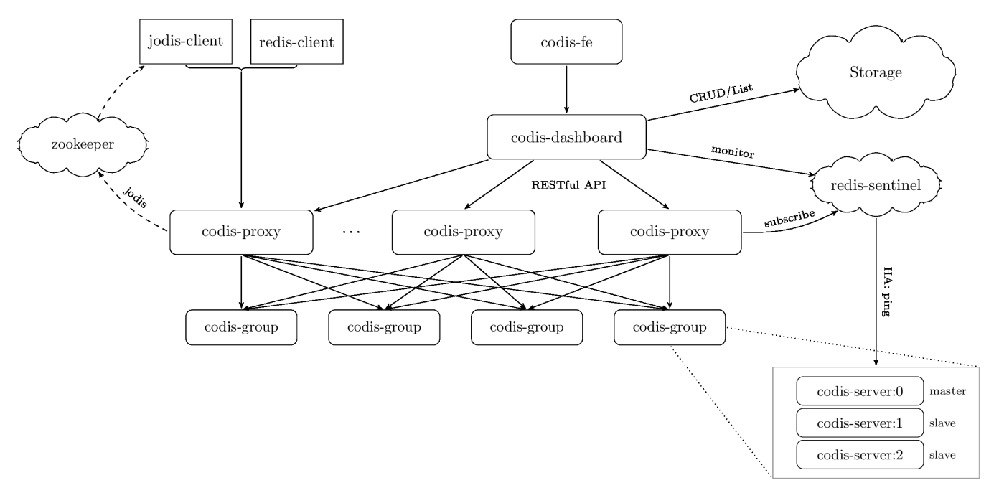 jodis-client
redis-client
codis-fe
Storage
CRUD/List
zookeeper
codis-dashboard
monitor
redis-sentinel
RESTful API
jodis
subscribe
codis-proxy
...
codis-proxy
codis-proxy
HA: ping
codis-group
codis-group
codis-group
codis-group
codis-server:0 master
codis-server:1 slave
codis-server:2 slave